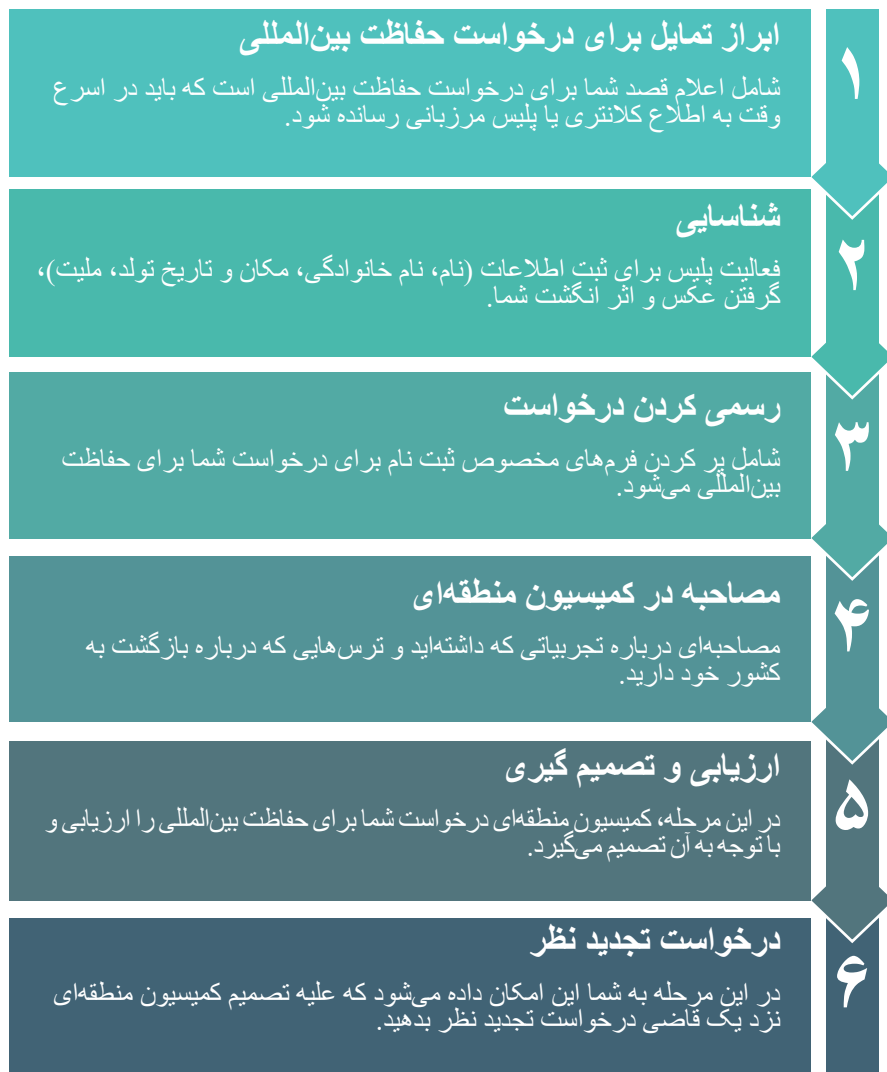 ۱
ابراز تمایل برای درخواست حفاظت بین‌المللی
شامل اعلام قصد شما برای درخواست حفاظت بین‌المللی است که باید در اسرع
وقت به اطلاع کلانتری یا پلیس مرزبانی رسانده شود.
۲
شناسایی
فعالیت پلیس برای ثبت اطلاعات (نام، نام خانوادگی، مکان و تاریخ تولد، ملیت)،
گرفتن عکس و اثر انگشت شما.
۳
رسمی کردن درخواست
شامل پر کردن فرم‌های مخصوص ثبت نام برای درخواست شما برای حفاظت
بین‌المللی می‌شود.
۴
مصاحبه در کمیسیون منطقه‌ای
مصاحبه‌ای درباره تجربیاتی که داشته‌اید و ترس‌هایی که درباره بازگشت به
کشور خود دارید.
۵
ارزیابی و تصمیم گیری
در این مرحله، کمیسیون منطقه‌ای درخواست شما برای حفاظت بین‌المللی را ارزیابی و
با توجه به آن تصمیم می‌گیرد.
۶
درخواست تجدید نظر
در این مرحله به شما این امکان داده می‌شود که علیه تصمیم کمیسیون منطقه‌ای
نزد یک قاضی درخواست تجدید نظر بدهید.